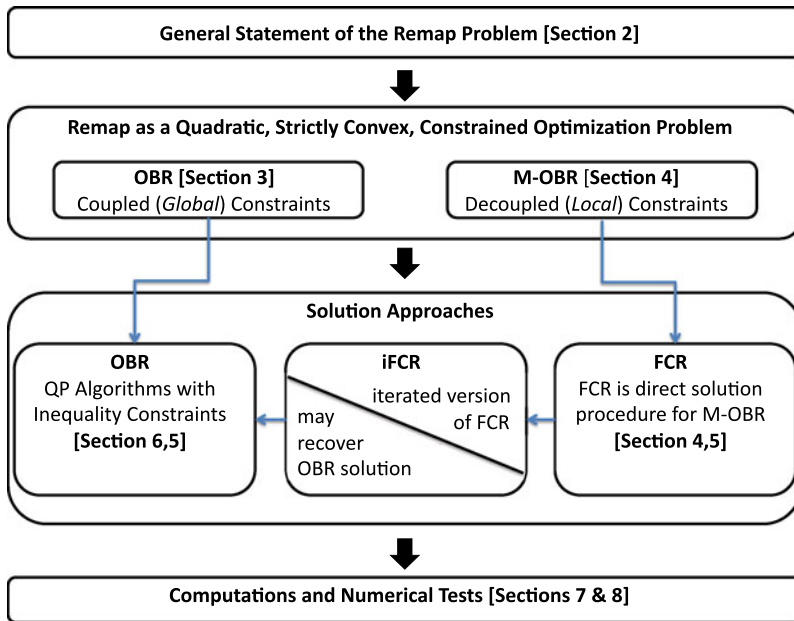 General Statement of the Remap Problem [Section 2]
Remap as a Quadratic, Strictly Convex, Constrained Optimization Problem
OBR [Section 3]
Coupled (Global) Constraints
M-OBR [Section 4]
Decoupled (Local) Constraints
Solution Approaches
OBR
QP Algorithms with
Inequality Constraints
[Section 6,5]
iFCR
iterated version
of FCR
may
recover
OBR solution
FCR
FCR is direct solution
procedure for M-OBR
[Section 4,5]
Computations and Numerical Tests [Sections 7 & 8]